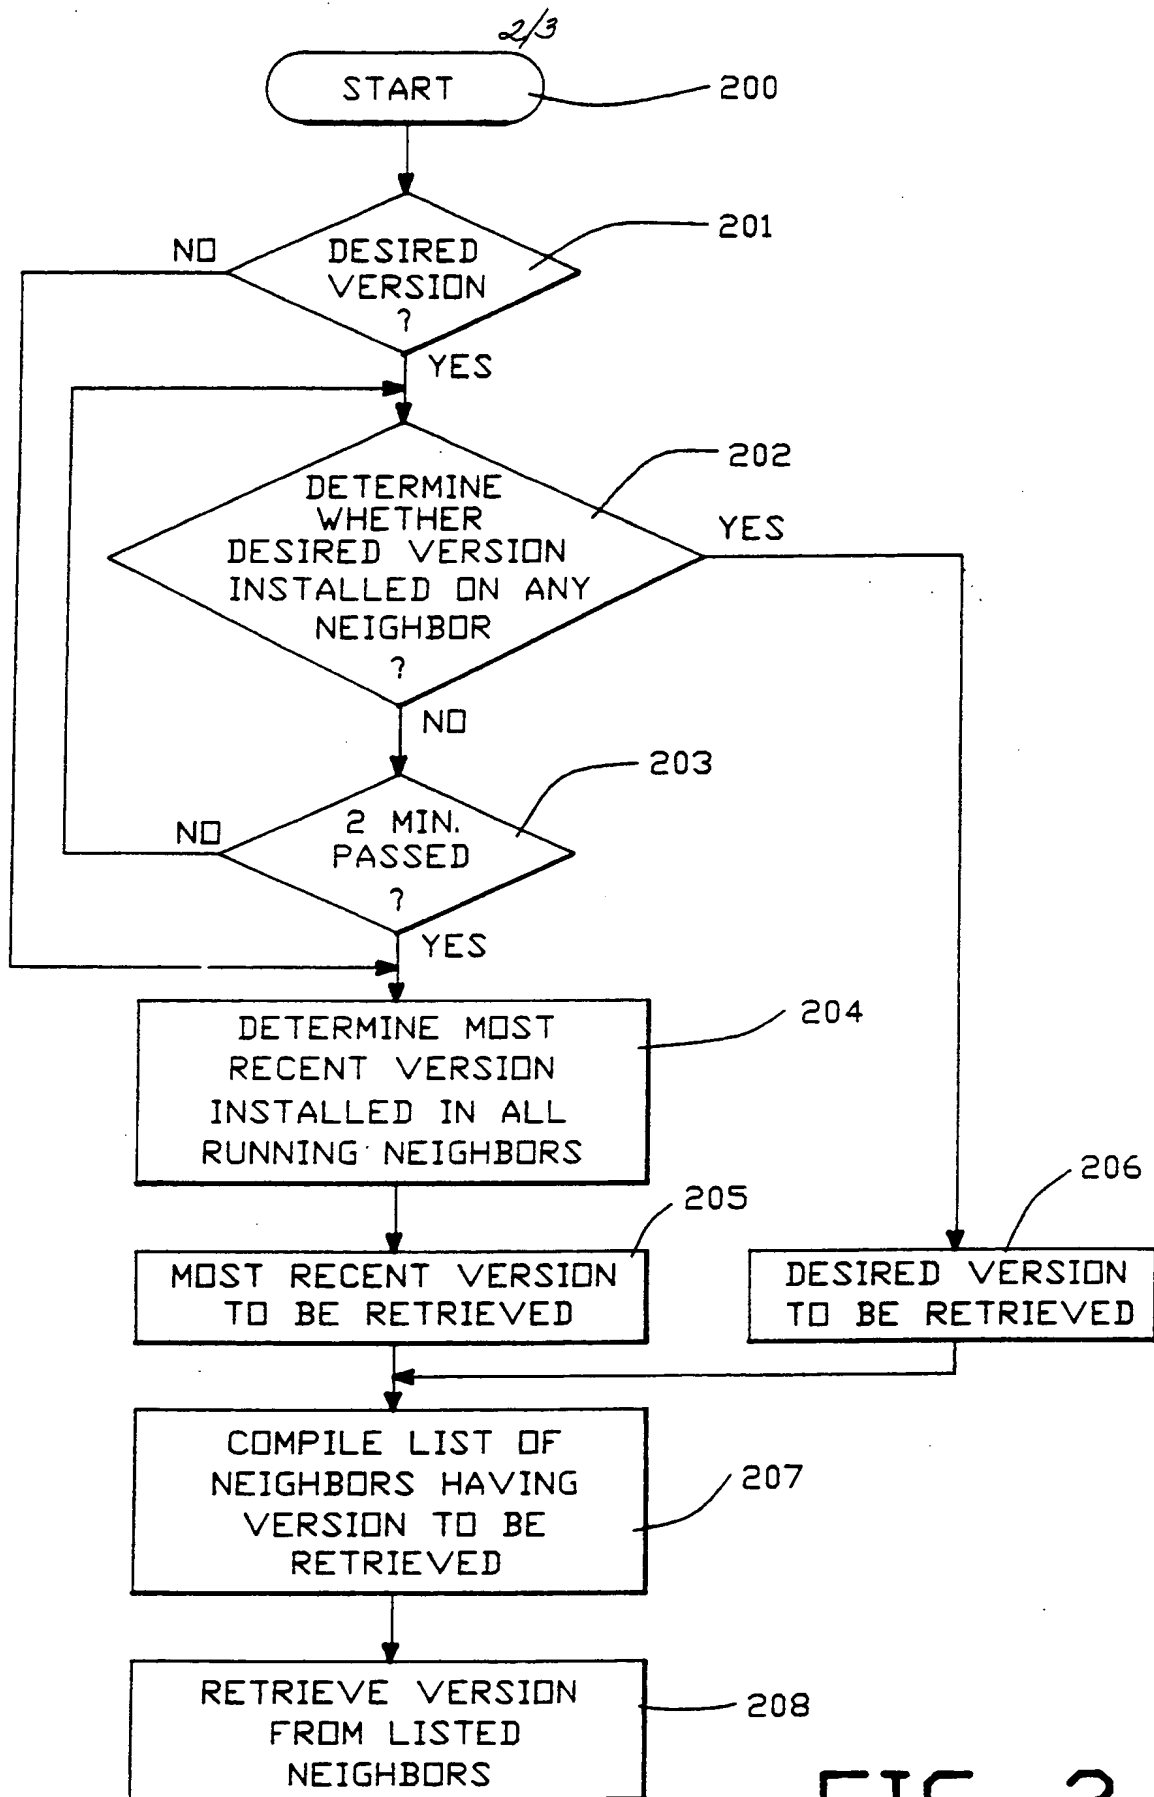 2/3
START
200
201
NO
DESIRED
VERSION
?
YES
202
DETERMINE
WHETHER
DESIRED VERSION
INSTALLED ON ANY
NEIGHBOR
?
YES
NO
203
NO
2 MIN.
PASSED
?
YES
DETERMINE MOST
RECENT VERSION
INSTALLED IN ALL
RUNNING NEIGHBORS
204
205
206
MOST RECENT VERSION
TO BE RETRIEVED
DESIRED VERSION
TO BE RETRIEVED
COMPILE LIST OF
NEIGHBORS HAVING
VERSION TO BE
RETRIEVED
207
RETRIEVE VERSION
FROM LISTED
NEIGHBORS
208